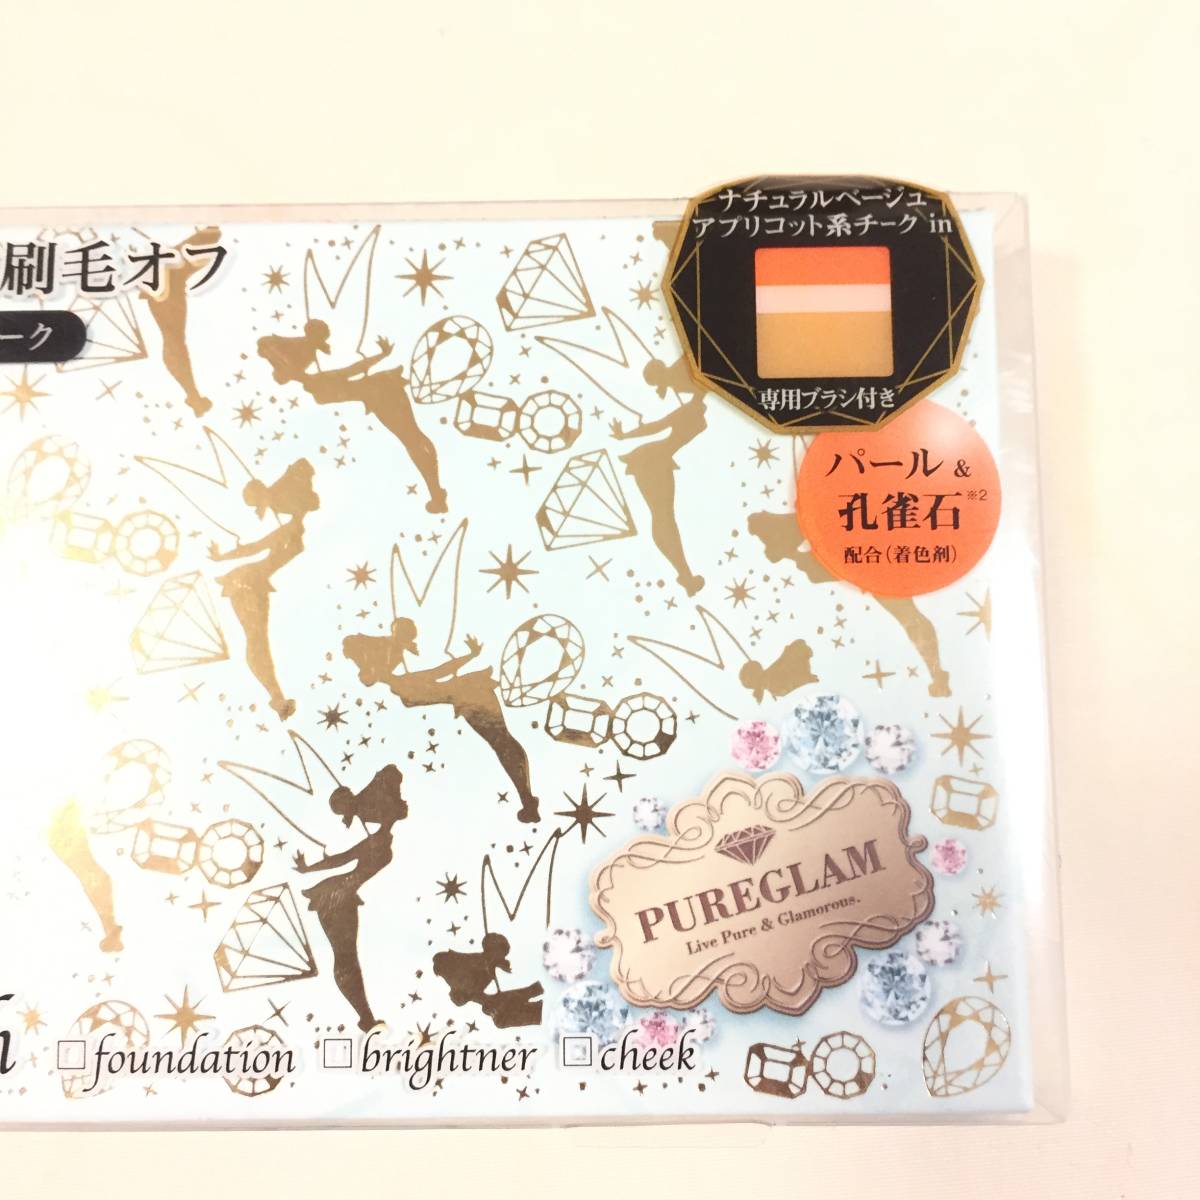 刷毛オフ
ーク
ナチュラルベージュ
アプリコット系チーク in
専用ブラシ付き
パール &
孔雀石※2
配合(着色剤)
PUREGLAM
Live Pure & Glamorous.
□foundation □brightner □cheek